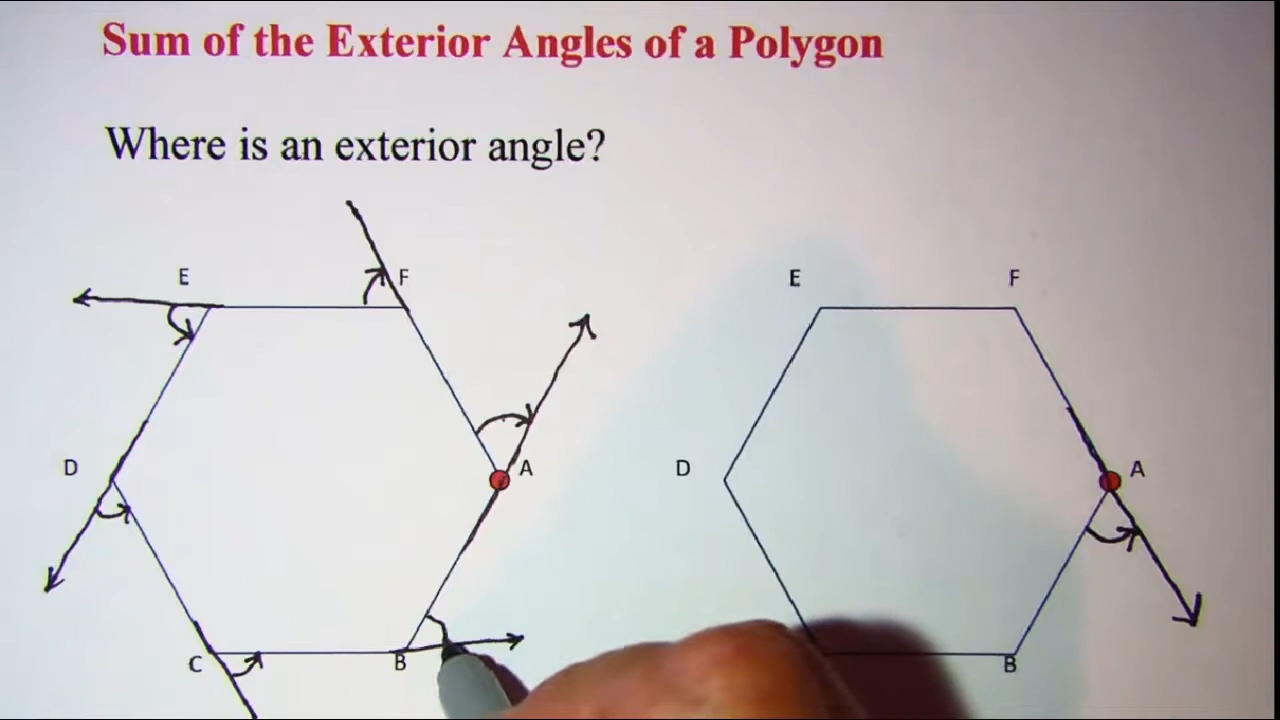 Sum of the Exterior Angles of a Polygon
Where is an exterior angle?
E F
A
D
C B
E F
A
D
B